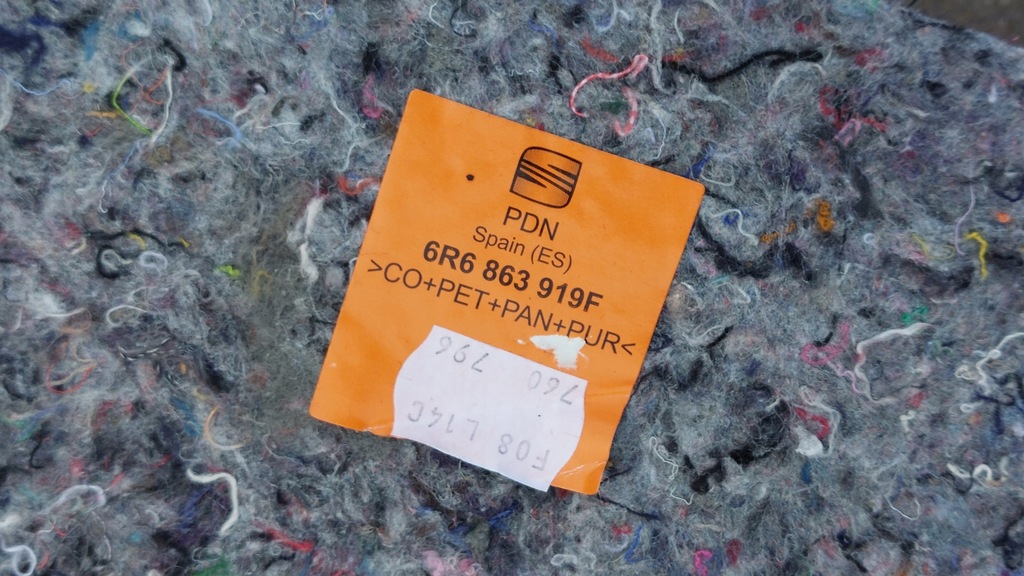 PDN
Spain (ES)
6R6 863 919F
>CO+PET+PAN+PUR<
F08 L14C
760 796